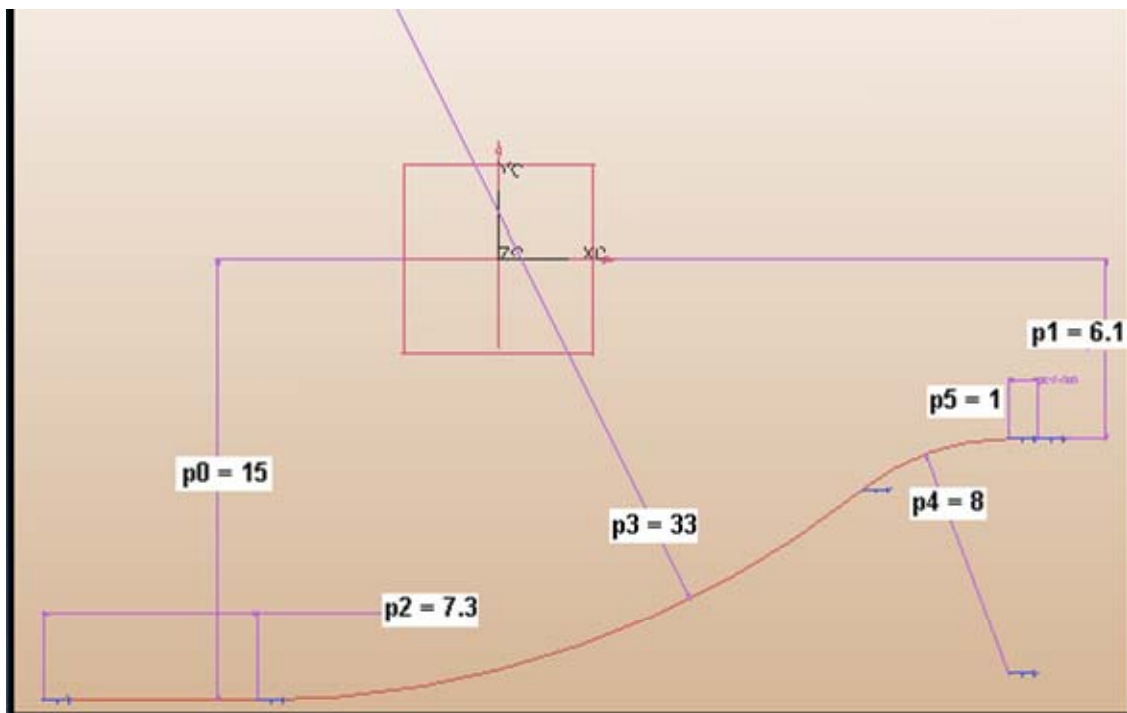 YC
ZC
XC
p1 = 6.1
p5 = 1
p0 = 15
p4 = 8
p3 = 33
p2 = 7.3